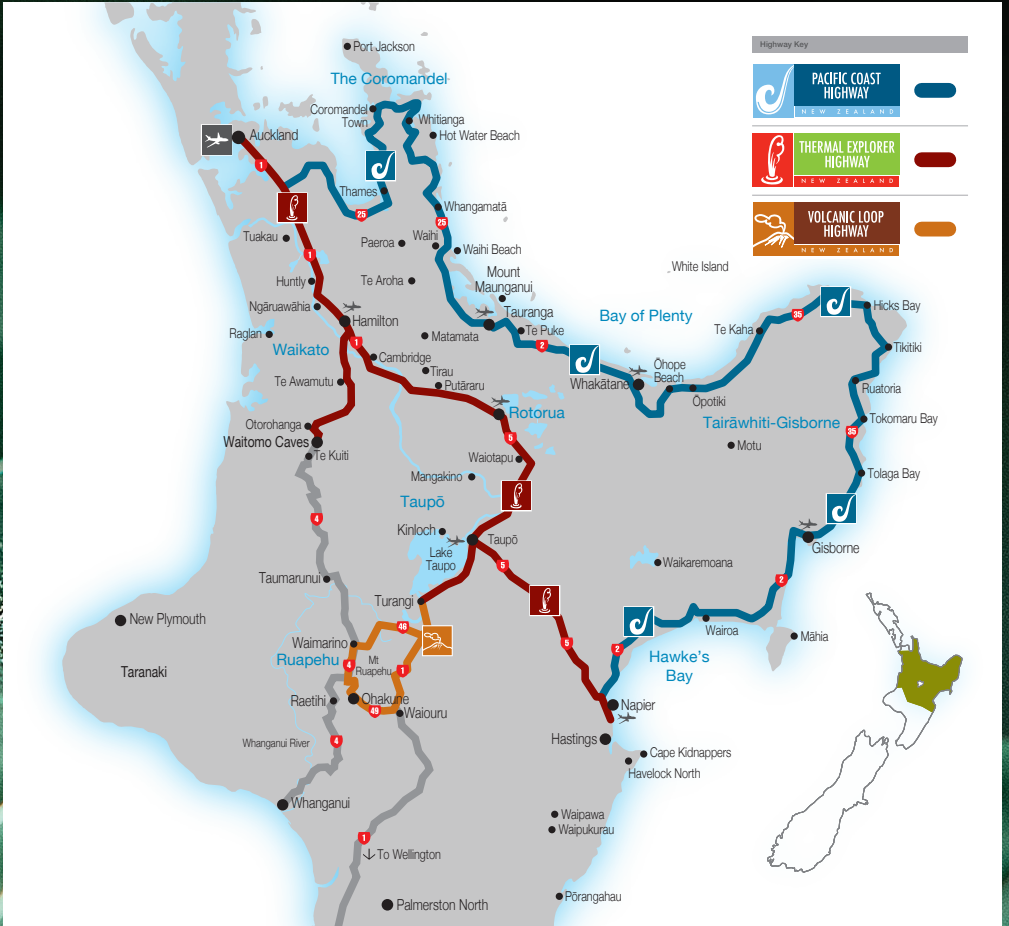 Highway Key
PACIFIC COAST
HIGHWAY
NEW ZEALAND
THERMAL EXPLORER
HIGHWAY
NEW ZEALAND
VOLCANIC LOOP
HIGHWAY
NEW ZEALAND
Port Jackson
The Coromandel
Coromandel
Town
Whitianga
Hot Water Beach
Auckland
1
Thames
25
Whangamatā
25
Tuakau
Paeroa
Waihi
Waihi Beach
1
White Island
Huntly
Te Aroha
Mount
Maunganui
Ngāruawāhia
Tauranga
Bay of Plenty
35
Hicks Bay
Hamilton
Te Puke
Te Kaha
Raglan
Matamata
2
Tikitiki
Waikato
1
Cambridge
Ōhope
Beach
Tirau
Whakātane
Te Awamutu
Putāraru
Ōpotiki
Ruatoria
Rotorua
Tairāwhiti-Gisborne
Tokomaru Bay
Otorohanga
5
35
Waitomo Caves
Motu
Te Kuiti
Waiotapu
Tolaga Bay
Mangakino
Taupō
4
Kinloch
Taupō
Gisborne
Lake
Taupo
5
Waikaremoana
Taumarunui
2
Turangi
New Plymouth
46
Wairoa
Waimarino
5
2
Māhia
Ruapehu
Mt
Ruapehu
4
1
Hawke's
Bay
Taranaki
Raetihi
Ohakune
49
Waiouru
Napier
Whanganui River
4
Hastings
Cape Kidnappers
Havelock North
Whanganui
Waipawa
Waipukurau
1
To Wellington
Palmerston North
Pōrangahau